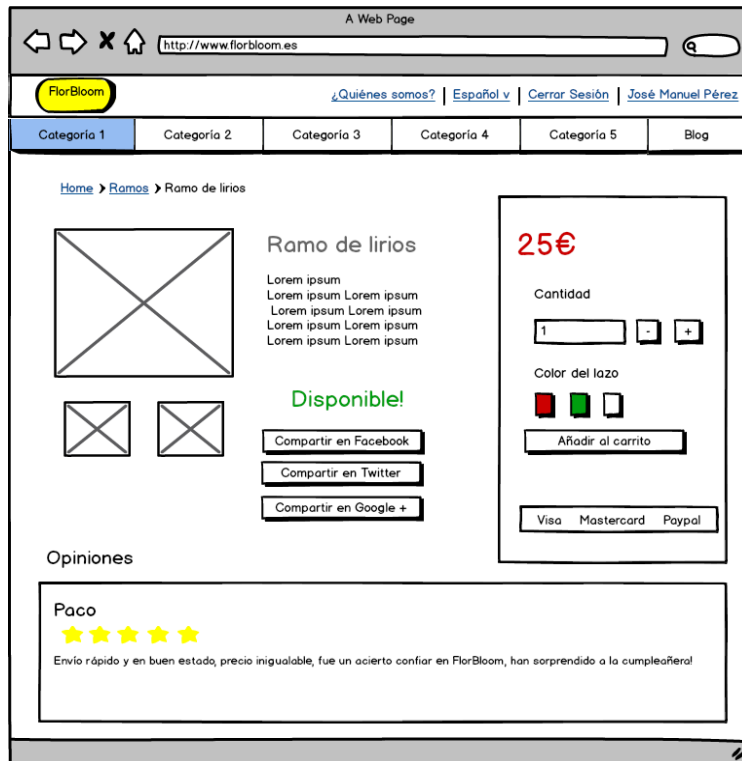 A Web Page
http://www.florbloom.es
FlorBloom
¿Quiénes somos? Español v Cerrar Sesión José Manuel Pérez
Categoría 1 Categoría 2 Categoría 3 Categoría 4 Categoría 5 Blog
Home Ramos Ramo de lirios
Ramo de lirios
Lorem ipsum
Lorem ipsum Lorem ipsum
Lorem ipsum Lorem ipsum
Lorem ipsum Lorem ipsum
Lorem ipsum Lorem ipsum
Disponible!
Compartir en Facebook
Compartir en Twitter
Compartir en Google +
25€
Cantidad
1 - +
Color del lazo
Añadir al carrito
Visa Mastercard Paypal
Opiniones
Paco
Envío rápido y en buen estado, precio inigualable, fue un acierto confiar en FlorBloom, han sorprendido a la cumpleañera!